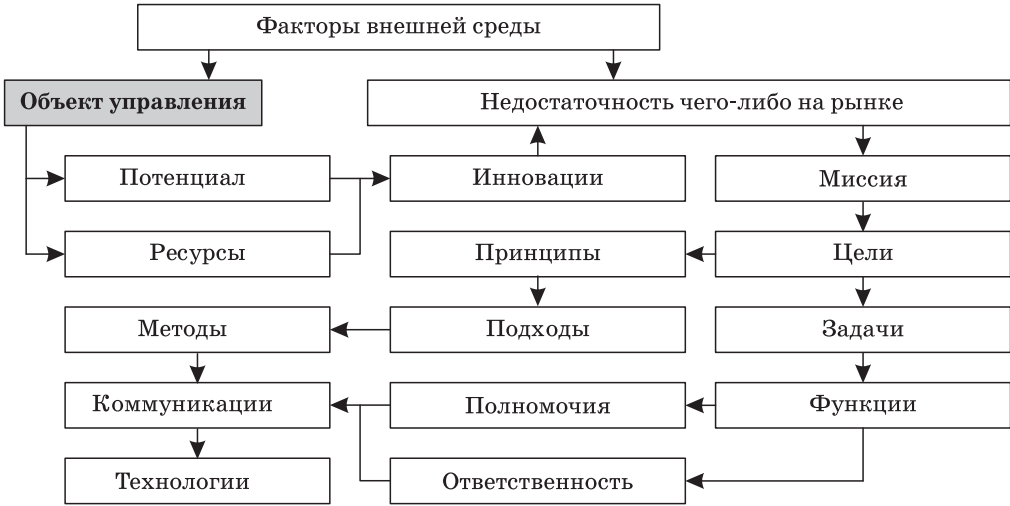 Факторы внешней среды
Объект управления
Недостаточность чего-либо на рынке
Потенциал
Инновации
Миссия
Ресурсы
Принципы
Цели
Методы
Подходы
Задачи
Коммуникации
Полномочия
Функции
Технологии
Ответственность